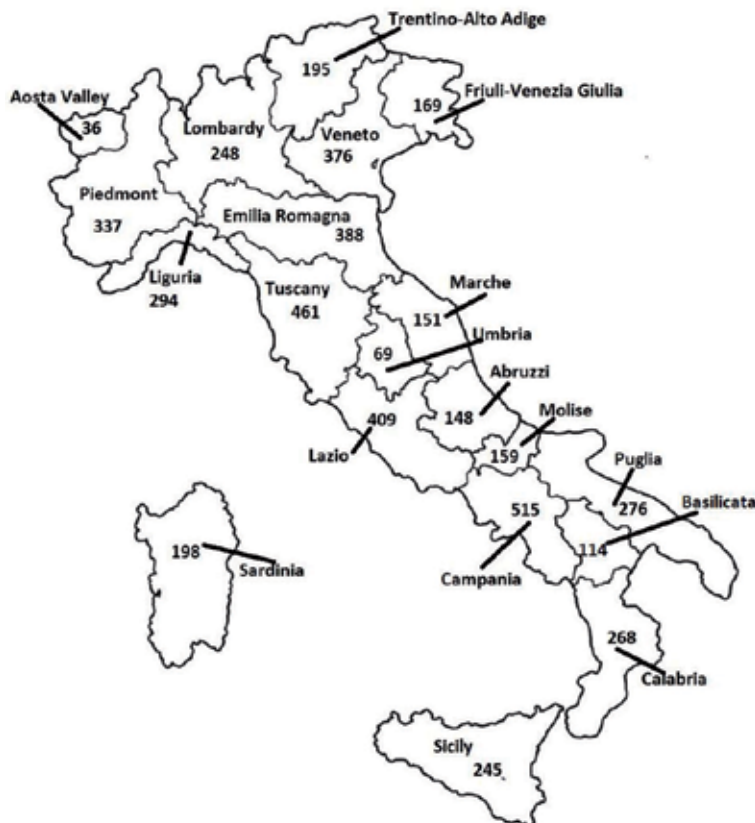 Trentino-Alto Adige
195
Aosta Valley
36
169
Friuli-Venezia Giulia
Lombardy
248
Veneto
376
Piedmont
337
Emilia Romagna
388
Liguria
294
Tuscany
461
Marche
151
Umbria
69
Abruzzi
148
Molise
159
409
Lazio
Puglia
276
Basilicata
114
515
Campania
198
Sardinia
268
Calabria
Sicily
245